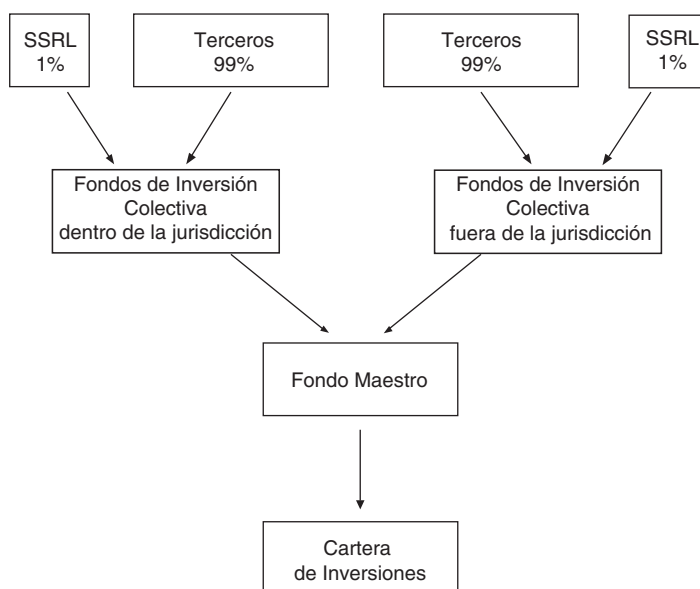 SSRL
1%
Terceros
99%
Terceros
99%
SSRL
1%
Fondos de Inversión
Colectiva
dentro de la jurisdicción
Fondos de Inversión
Colectiva
fuera de la jurisdicción
Fondo Maestro
Cartera
de Inversiones